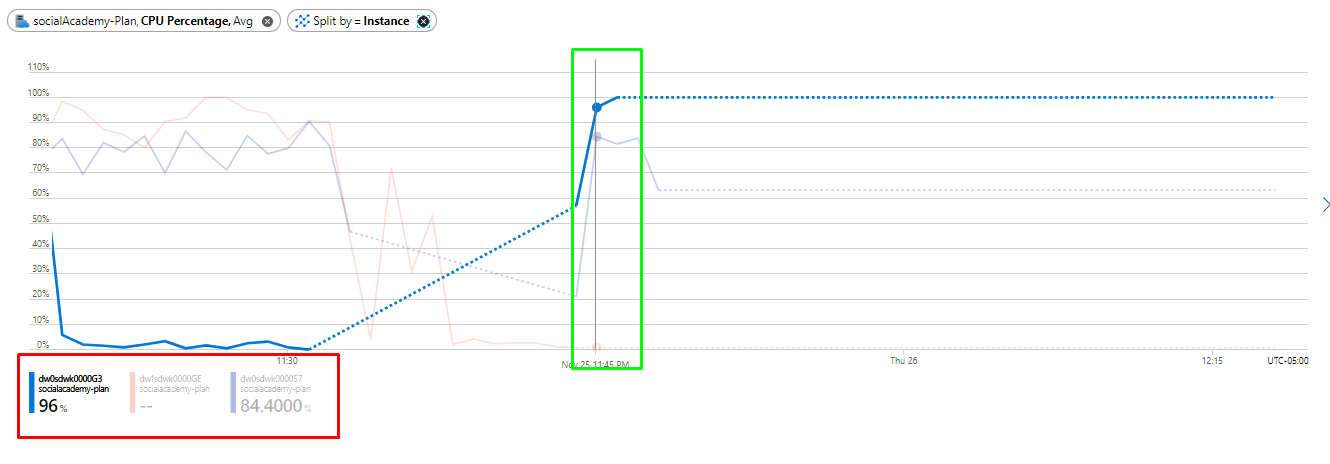 socialAcademy-Plan, CPU Percentage, Avg
Split by = Instance
110%
100%
90%
80%
70%
60%
50%
40%
30%
20%
10%
0%
11:30
Nov 25 11:45 PM
Thu 26
12:15
UTC-05:00
dw0sdwk0000G3
socialacademy-plan
96 %
dw1sdwk0000GE
socialacademy-plan
--
dw0sdwk000057
socialacademy-plan
84.4000 %